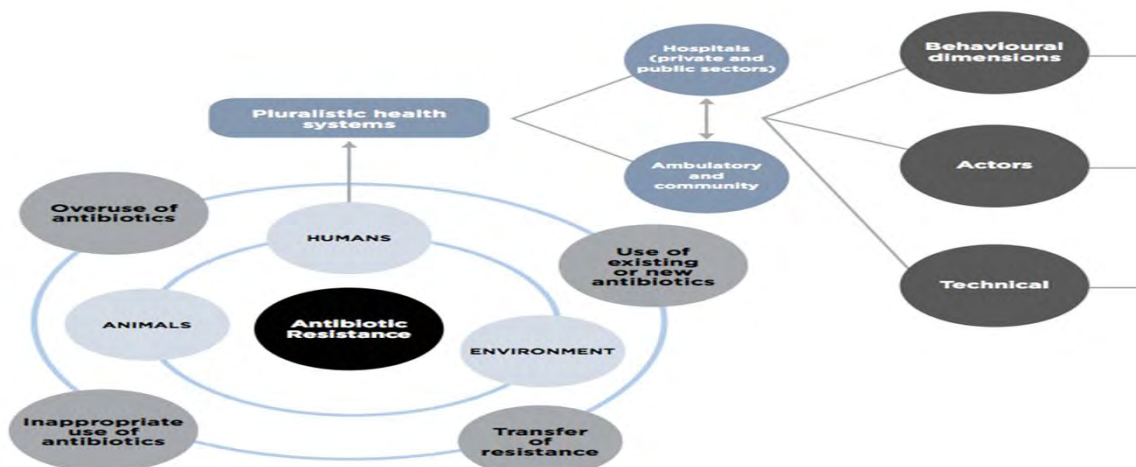 Hospitals
(private and
public sectors)
Behavioural
dimensions
Pluralistic health
systems
Ambulatory
and
community
Actors
Overuse of
antibiotics
HUMANS
Use of
existing
or new
antibiotics
Technical
ANIMALS
Antibiotic
Resistance
ENVIRONMENT
Inappropriate
use of
antibiotics
Transfer
of
resistance